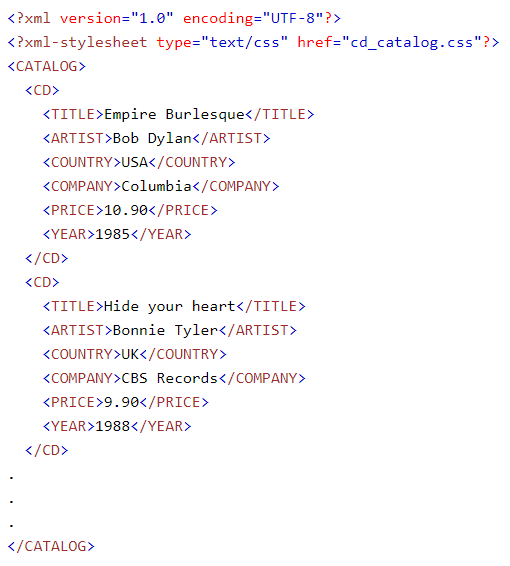 <?xml version="1.0" encoding="UTF-8"?>
<?xml-stylesheet type="text/css" href="cd_catalog.css"?>
<CATALOG>
  <CD>
    <TITLE>Empire Burlesque</TITLE>
    <ARTIST>Bob Dylan</ARTIST>
    <COUNTRY>USA</COUNTRY>
    <COMPANY>Columbia</COMPANY>
    <PRICE>10.90</PRICE>
    <YEAR>1985</YEAR>
  </CD>
  <CD>
    <TITLE>Hide your heart</TITLE>
    <ARTIST>Bonnie Tyler</ARTIST>
    <COUNTRY>UK</COUNTRY>
    <COMPANY>CBS Records</COMPANY>
    <PRICE>9.90</PRICE>
    <YEAR>1988</YEAR>
  </CD>
.
.
.
</CATALOG>